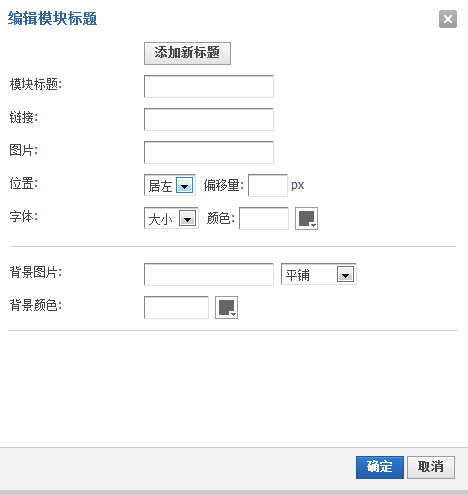 编辑模块标题
添加新标题
模块标题:
链接:
图片:
位置: 居左 偏移量: px
字体: 大小 颜色:
背景图片: 平铺
背景颜色:
确定 取消